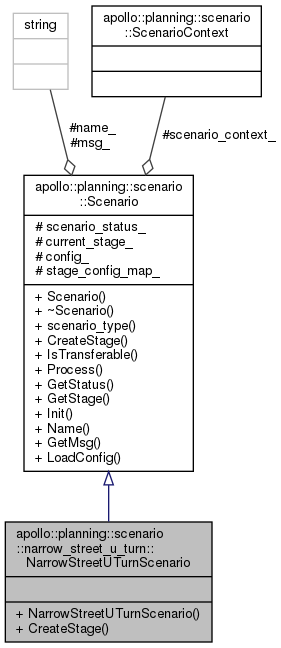 string
apollo::planning::scenario
::ScenarioContext
#name_
#msg_
#scenario_context_
apollo::planning::scenario
::Scenario
# scenario_status_
# current_stage_
# config_
# stage_config_map_
+ Scenario()
+ ~Scenario()
+ scenario_type()
+ CreateStage()
+ IsTransferable()
+ Process()
+ GetStatus()
+ GetStage()
+ Init()
+ Name()
+ GetMsg()
+ LoadConfig()
apollo::planning::scenario
::narrow_street_u_turn::
NarrowStreetUTurnScenario
+ NarrowStreetUTurnScenario()
+ CreateStage()